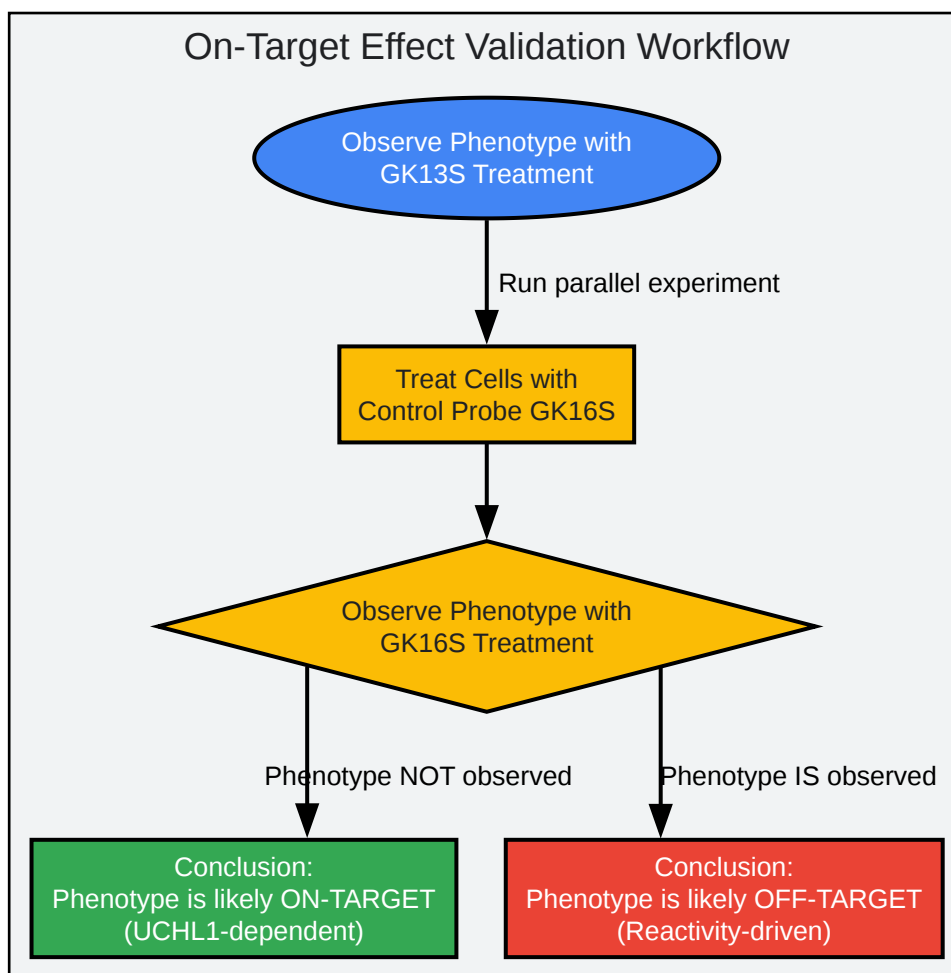 On-Target Effect Validation Workflow
Observe Phenotype with
GK13S Treatment
Run parallel experiment
Treat Cells with
Control Probe GK16S
Observe Phenotype with
GK16S Treatment
Phenotype NOT observed
Phenotype IS observed
Conclusion:
Phenotype is likely ON-TARGET
(UCHL1-dependent)
Conclusion:
Phenotype is likely OFF-TARGET
(Reactivity-driven)